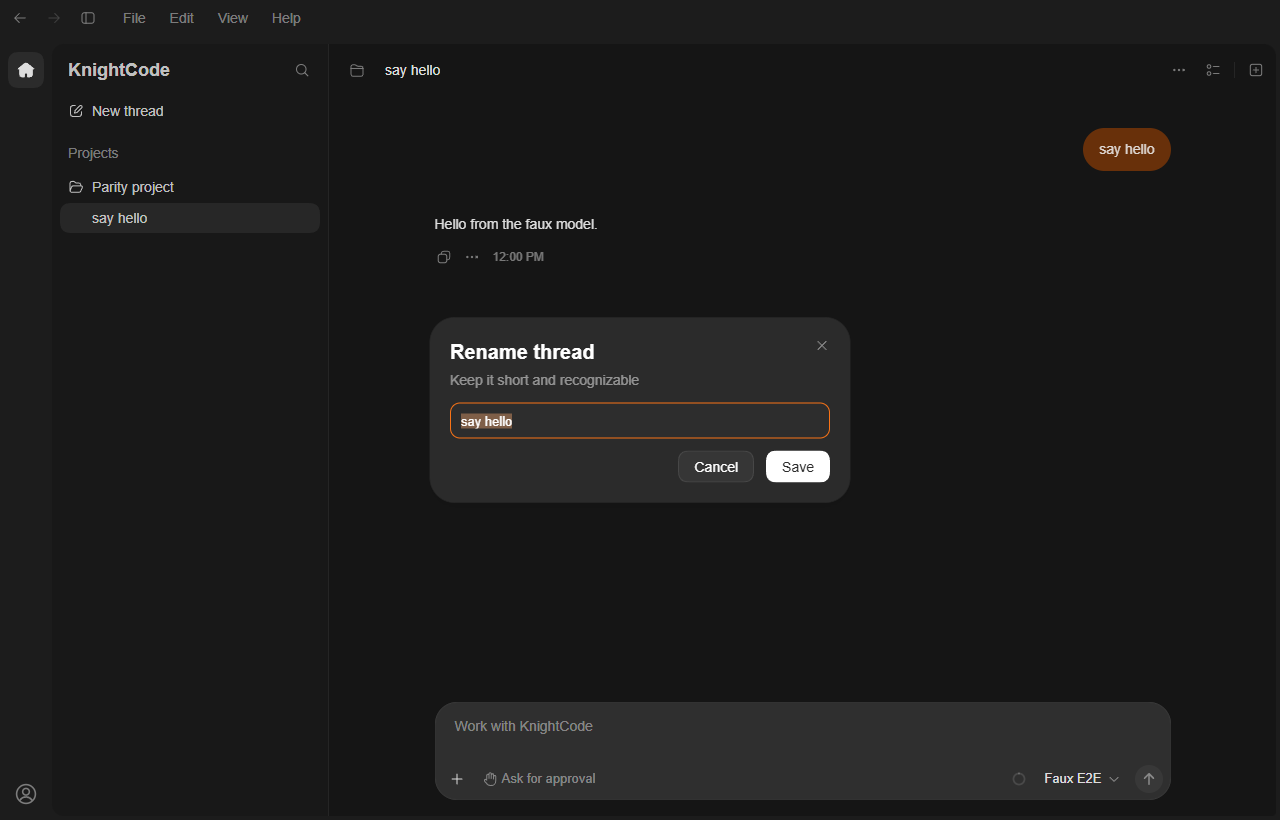 File Edit View Help
KnightCode
New thread
Projects
Parity project
say hello
say hello
say hello
Hello from the faux model.
12:00 PM
Rename thread
Keep it short and recognizable
say hello
Cancel Save
Work with KnightCode
Ask for approval
Faux E2E